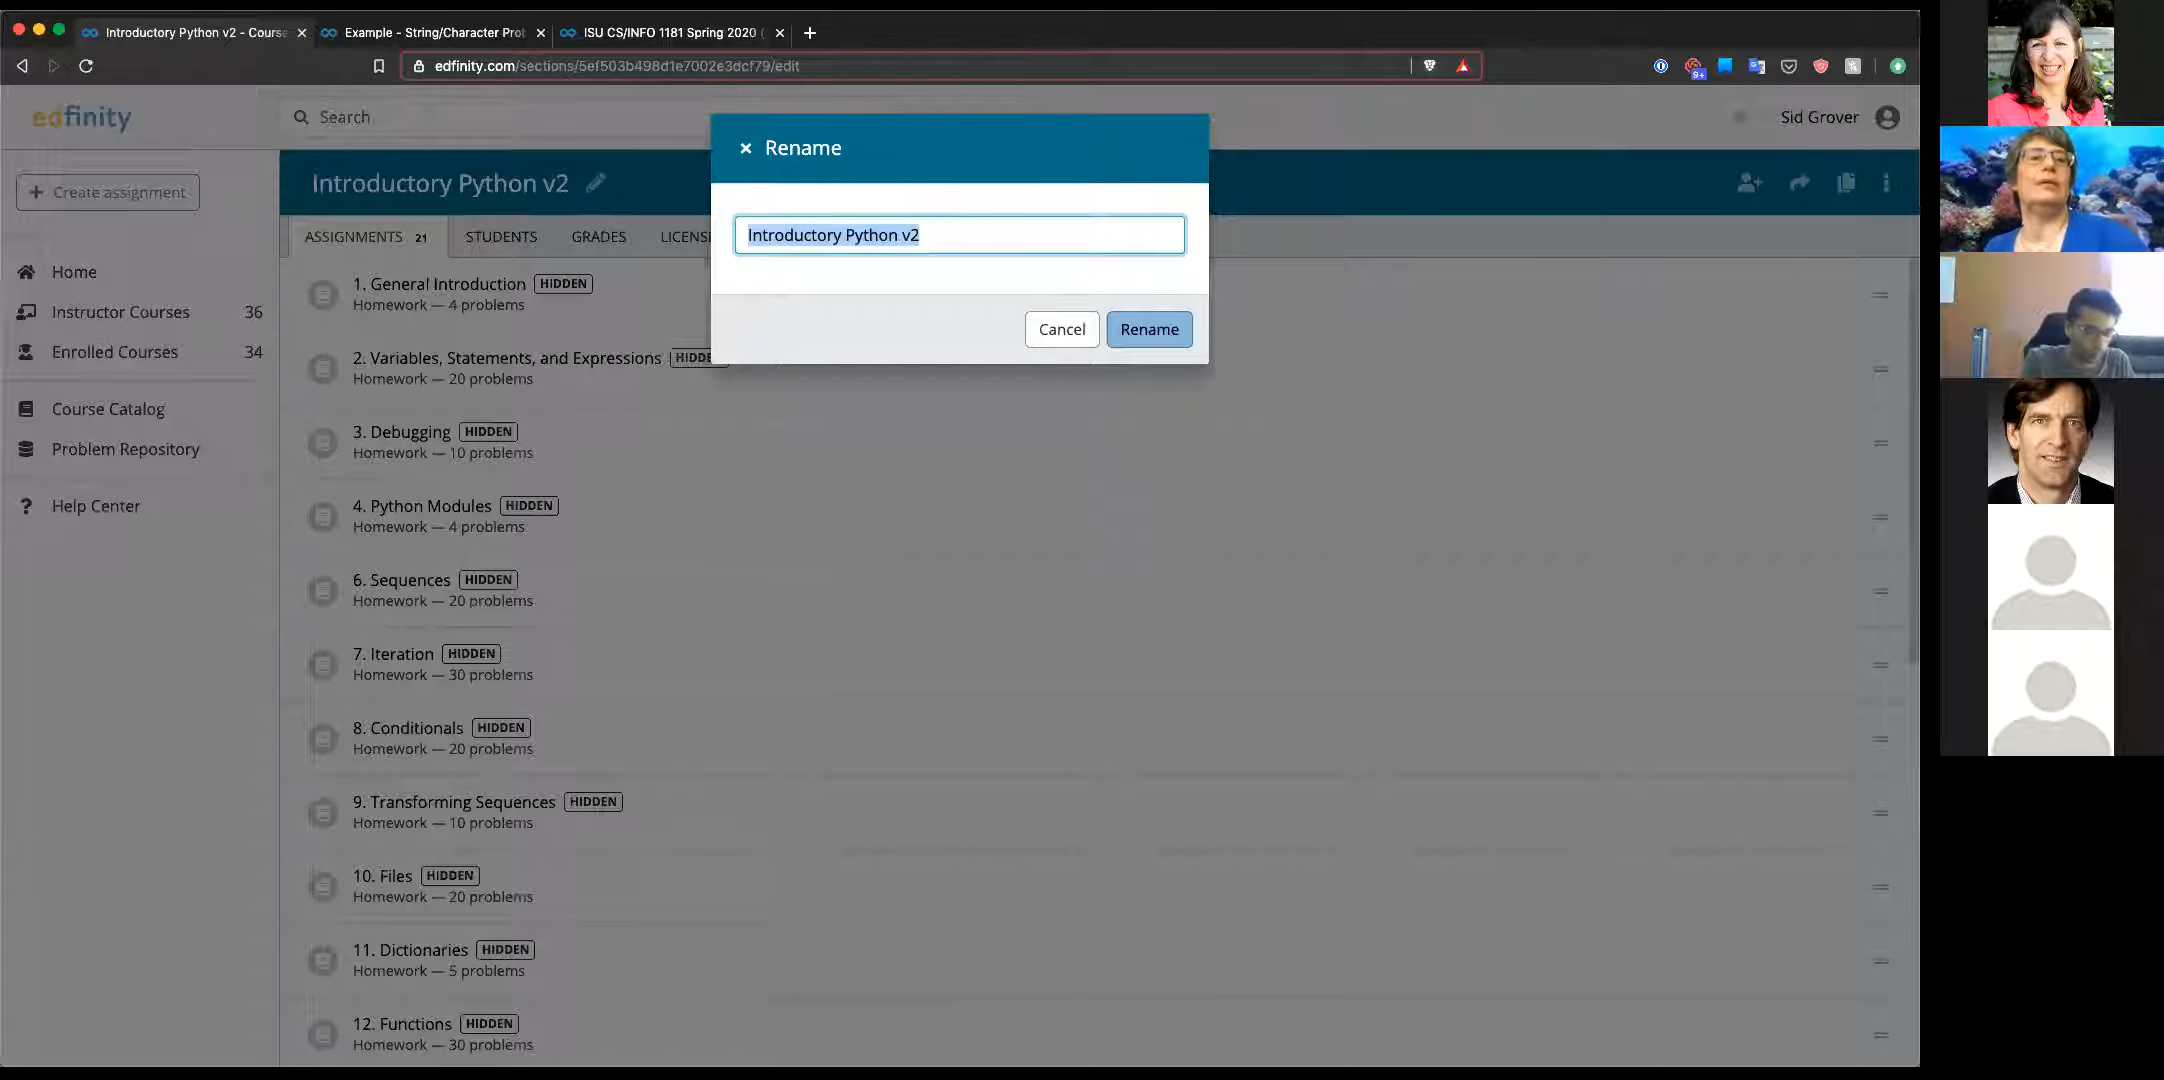 Introductory Python v2 - Course
Example - String/Character Prot
ISU CS/INFO 1181 Spring 2020 (
edfinity.com/sections/5ef503b498d1e7002e3dcf79/edit
9+
edfinity
Search
Sid Grover
Create assignment
Home
Instructor Courses 36
Enrolled Courses 34
Course Catalog
Problem Repository
? Help Center
Introductory Python v2
ASSIGNMENTS 21 STUDENTS GRADES LICENSE
Rename
Introductory Python v2
Cancel Rename
1. General Introduction HIDDEN
Homework — 4 problems
2. Variables, Statements, and Expressions HIDDE
Homework — 20 problems
3. Debugging HIDDEN
Homework — 10 problems
4. Python Modules HIDDEN
Homework — 4 problems
6. Sequences HIDDEN
Homework — 20 problems
7. Iteration HIDDEN
Homework — 30 problems
8. Conditionals HIDDEN
Homework — 20 problems
9. Transforming Sequences HIDDEN
Homework — 10 problems
10. Files HIDDEN
Homework — 20 problems
11. Dictionaries HIDDEN
Homework — 5 problems
12. Functions HIDDEN
Homework — 30 problems